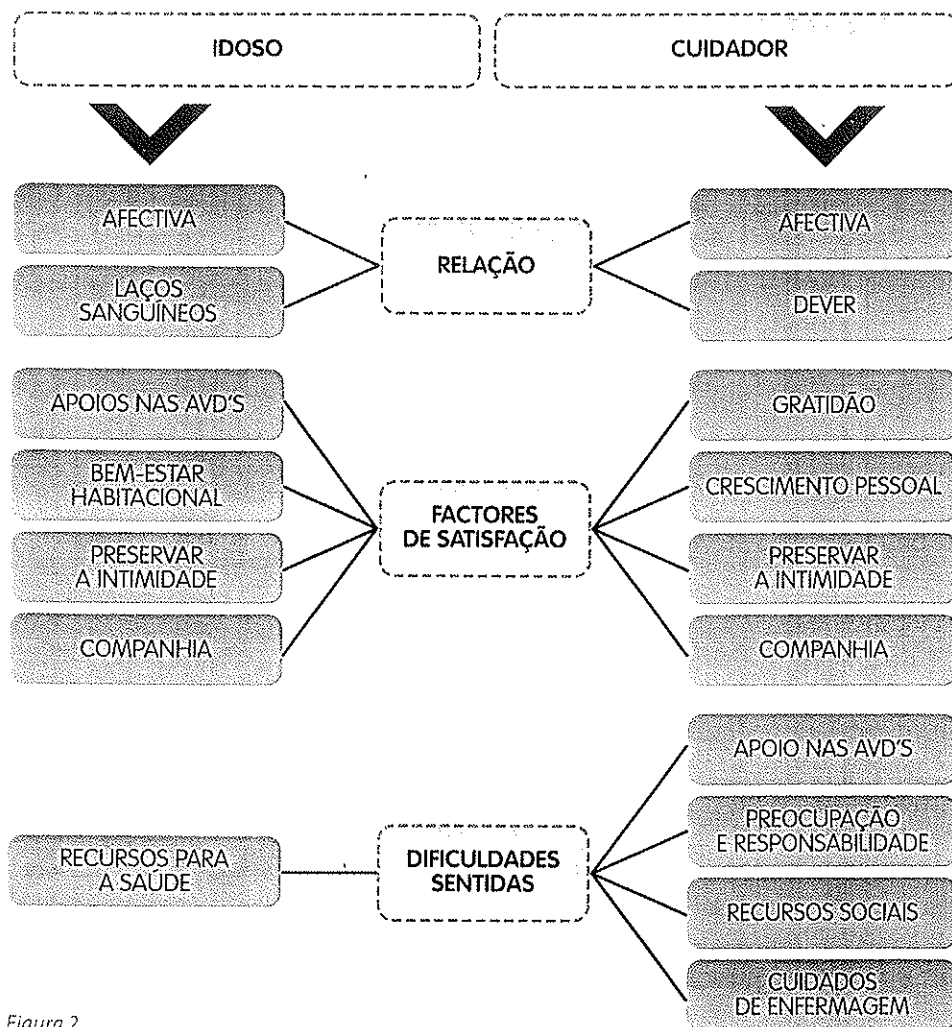 IDOSO
CUIDADOR
AFECTIVA
LAÇOS
SANGUÍNEOS
RELAÇÃO
AFECTIVA
DEVER
APOIOS NAS AVD'S
BEM-ESTAR
HABITACIONAL
PRESERVAR
A INTIMIDADE
COMPANHIA
FACTORES
DE SATISFAÇÃO
GRATIDÃO
CRESCIMENTO PESSOAL
PRESERVAR
A INTIMIDADE
COMPANHIA
RECURSOS PARA
A SAÚDE
DIFICULDADES
SENTIDAS
APOIO NAS AVD'S
PREOCUPAÇÃO
E RESPONSABILIDADE
RECURSOS SOCIAIS
CUIDADOS
DE ENFERMAGEM
Figura 2